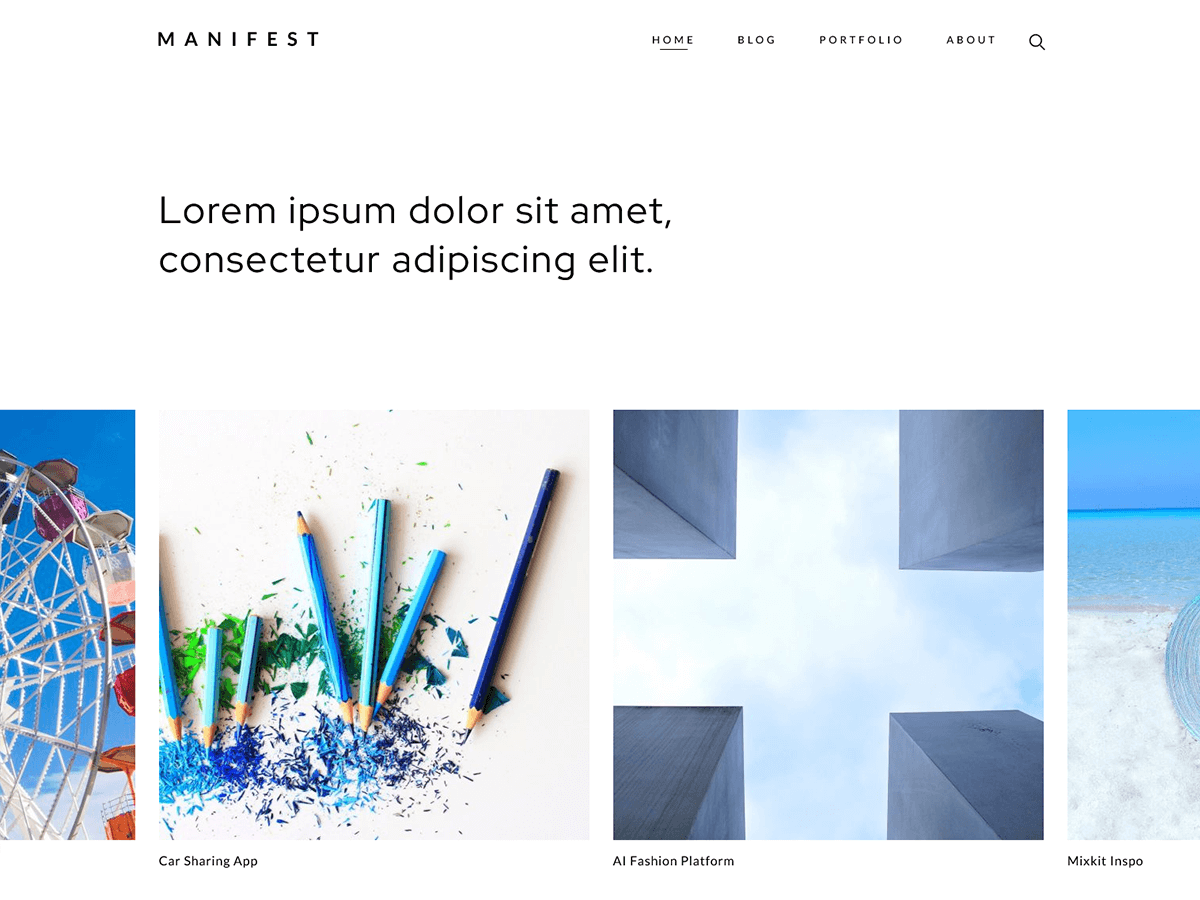 MANIFEST
HOME BLOG PORTFOLIO ABOUT
Lorem ipsum dolor sit amet,
consectetur adipiscing elit.
Car Sharing App
AI Fashion Platform
Mixkit Inspo